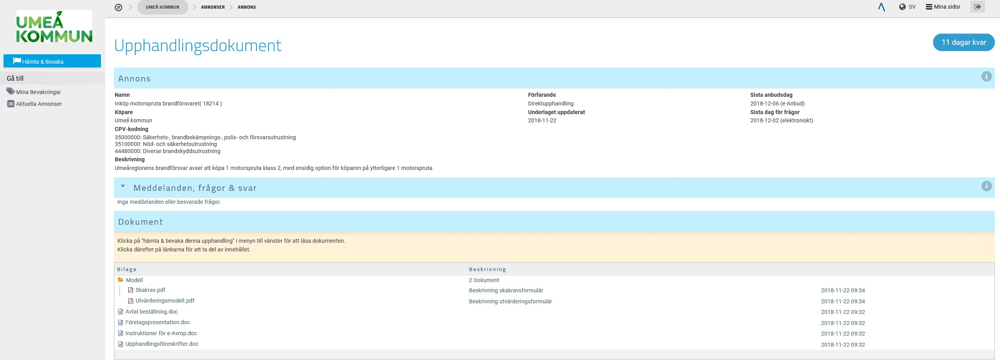 UMEÅ KOMMUN
ANNONSER
ANNONS
SV
Mina sidor
UMEÅ
KOMMUN
Hämta & Bevaka
Gå till
Mina Bevakningar
Aktuella Annonser
Upphandlingsdokument
11 dagar kvar
Annons
Namn
Inköp motorspruta brandförsvaret( 18214 )
Köpare
Umeå kommun
CPV-kodning
35000000: Säkerhets-, brandbekämpnings-, polis- och försvarsutrustning
35100000: Nöd- och säkerhetsutrustning
44480000: Diverse brandskyddsutrustning
Beskrivning
Umeåregionens brandförsvar avser att köpa 1 motorspruta klass 2, med ensidig option för köparen på ytterligare 1 motorspruta.
Förfarande
Direktupphandling
Underlaget uppdaterat
2018-11-22
Sista anbudsdag
2018-12-06 (e-Anbud)
Sista dag för frågor
2018-12-02 (elektroniskt)
Meddelanden, frågor & svar
Inga meddelanden eller besvarade frågor.
Dokument
Klicka på "hämta & bevaka denna upphandling" i menyn till vänster för att läsa dokumenten.
Klicka därefter på länkarna för att ta del av innehållet.
Bilaga Beskrivning
Modell 2 Dokument
Skakrav.pdf Beskrivning skakravsformulär 2018-11-22 09:34
Utvärderingsmodell.pdf Beskrivning utvärderingsformulär 2018-11-22 09:34
Avtal beställning.doc 2018-11-22 09:32
Företagspresentation.doc 2018-11-22 09:32
Instruktioner för e-Avrop.doc 2018-11-22 09:32
Upphandlingsföreskrifter.doc 2018-11-22 09:32